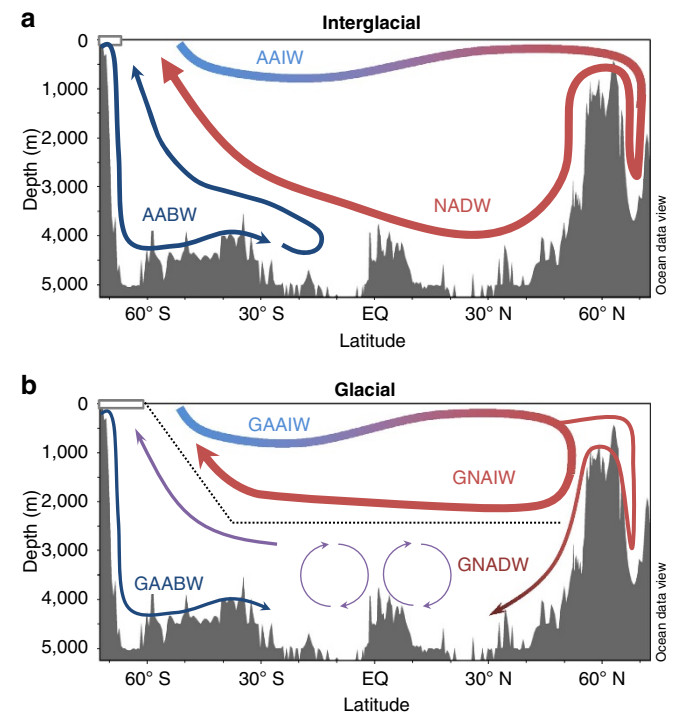 a
Interglacial
0
1,000
2,000
3,000
4,000
5,000
Depth (m)
AAIW
NADW
AABW
60° S
30° S
EQ
30° N
60° N
Latitude
Ocean data view
b
Glacial
0
1,000
2,000
3,000
4,000
5,000
Depth (m)
GAAIW
GNAIW
GNADW
GAABW
60° S
30° S
EQ
30° N
60° N
Latitude
Ocean data view